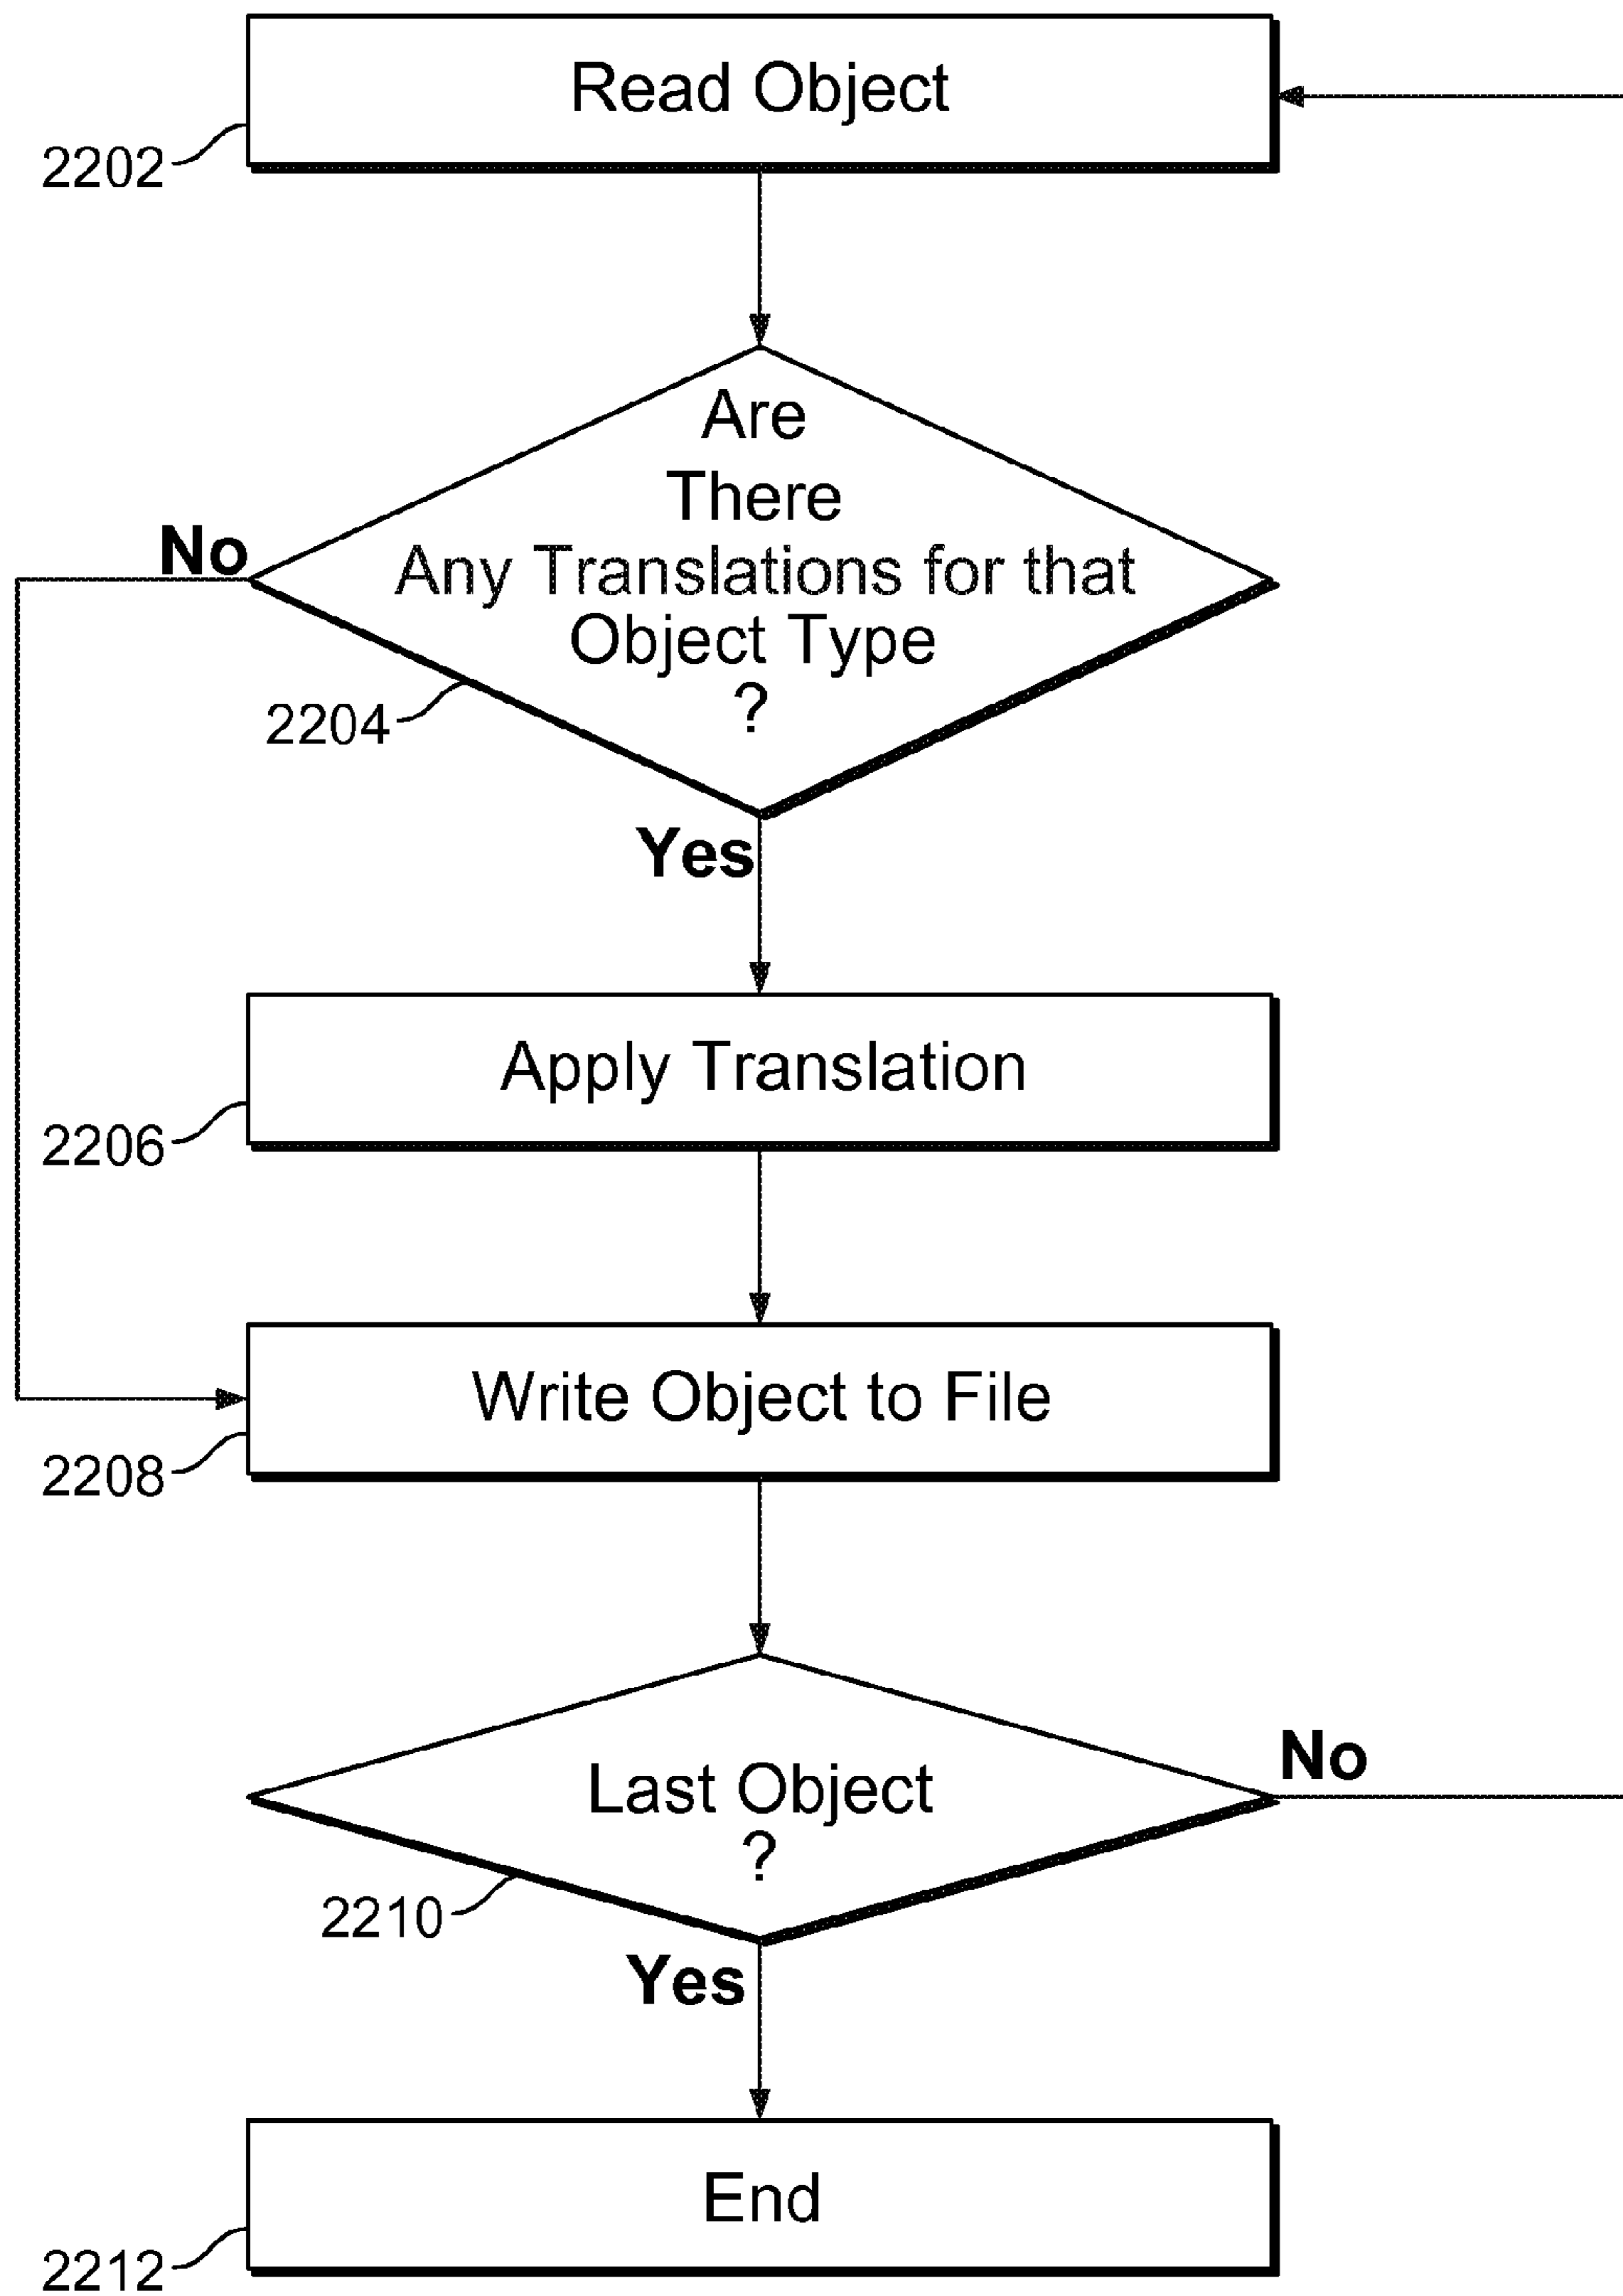 Read Object
2202
Are
There
No
Any Translations for that
Object Type
?
2204
Yes
Apply Translation
2206
Write Object to File
2208
No
Last Object
?
2210
Yes
End
2212